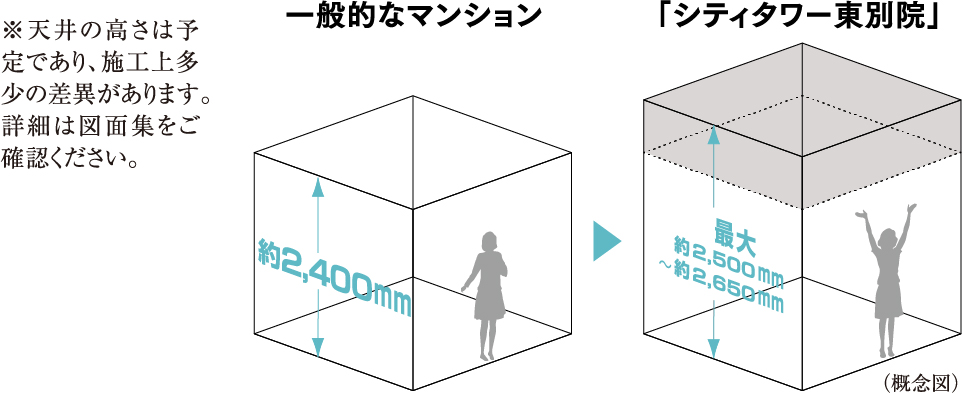 ※天井の高さは予
定であり、施工上多
少の差異があります。
詳細は図面集をご
確認ください。
一般的なマンション
約2,400mm
「シティタワー東別院」
最大
約2,500mm
～約2,650mm
（概念図）